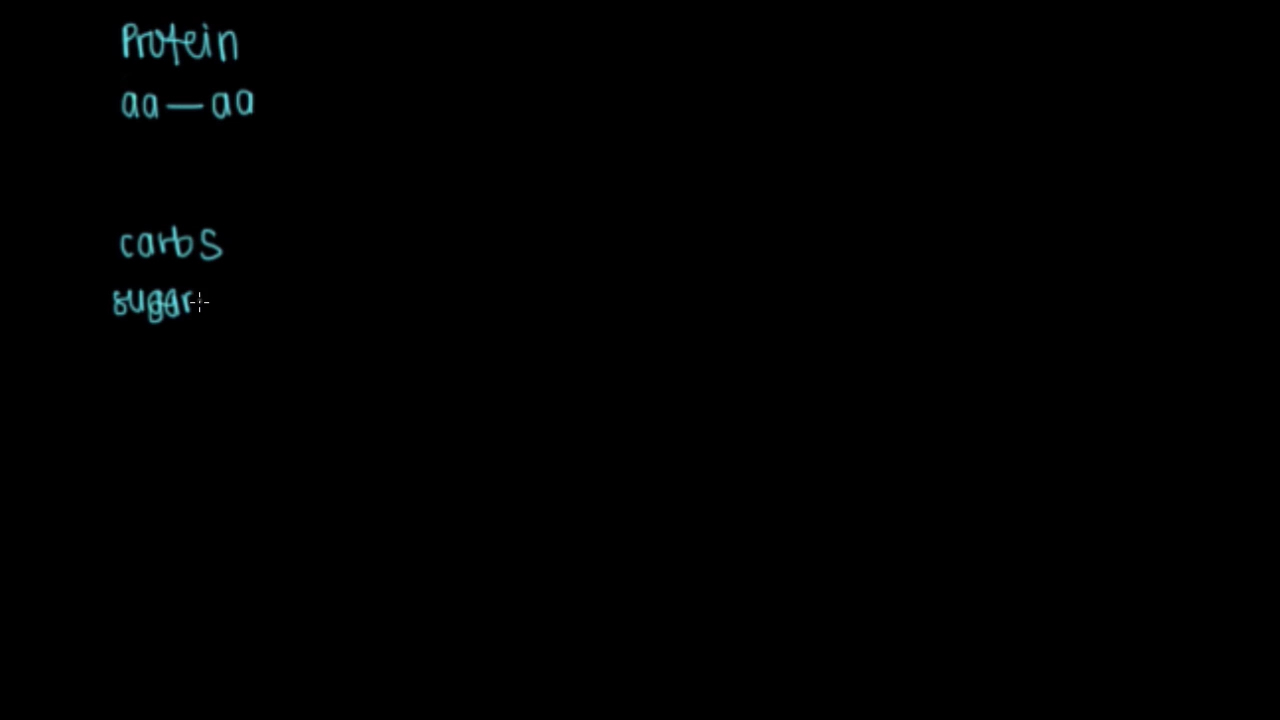 Protein
aa — aa
carbs
sugar